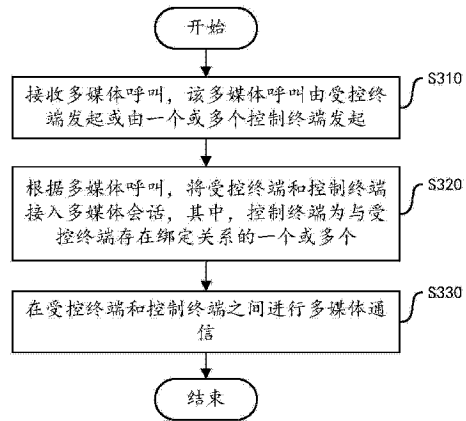 开始
接收多媒体呼叫，该多媒体呼叫由受控终
端发起或由一个或多个控制终端发起
S310
根据多媒体呼叫，将受控终端和控制终端
接入多媒体会话，其中，控制终端为与受
控终端存在绑定关系的一个或多个
S320
在受控终端和控制终端之间进行多媒体通
信
S330
结束